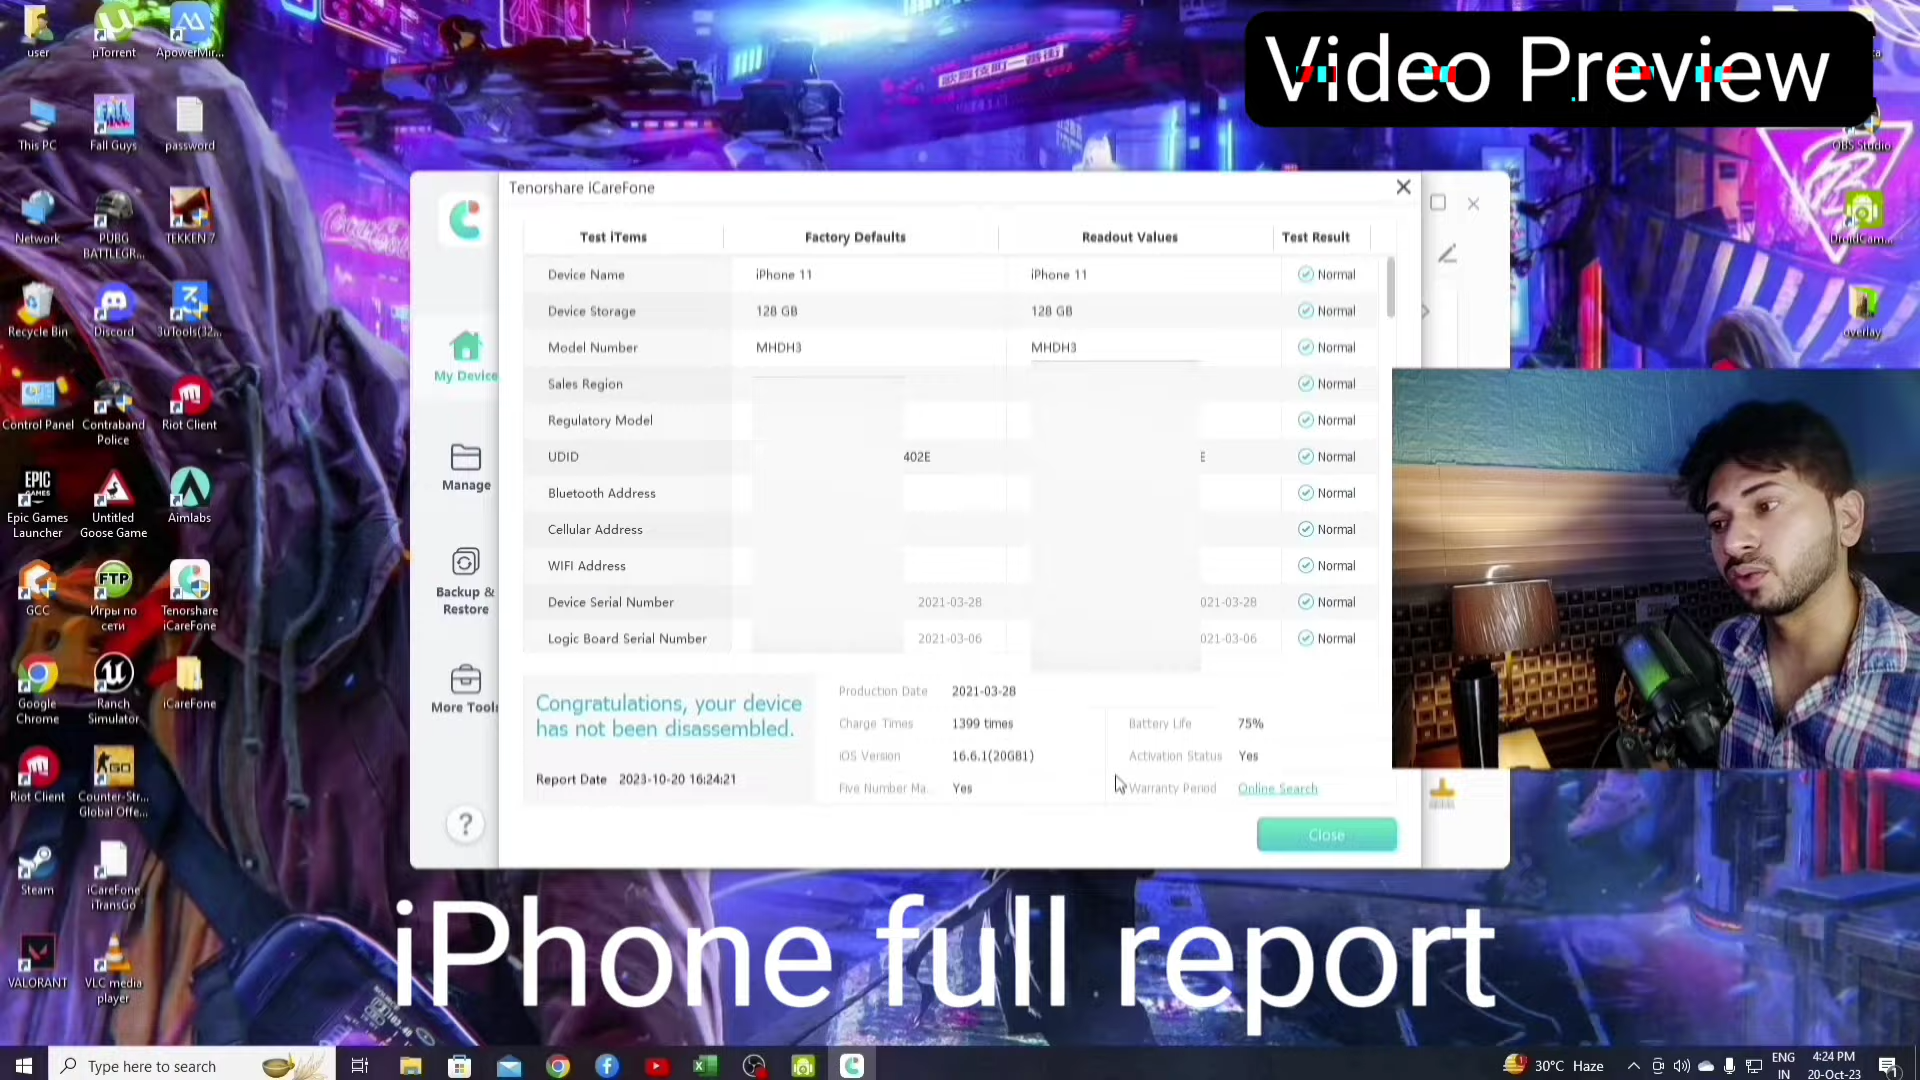 Video Preview
user
µTorrent
ApowerMir...
This PC
Fall Guys
password
OBS Studio
Network
PUBG
BATTLEGR...
TEKKEN 7
DroidCam...
Recycle Bin
Discord
3uTools(32...
overlay
Control Panel
Contraband
Police
Riot Client
EPIC
GAMES
Epic Games
Launcher
Untitled
Goose Game
Aimlabs
GCC
FTP
Игры по
сети
Tenorshare
iCareFone
Google
Chrome
Ranch
Simulator
iCareFone
Riot Client
GO
Counter-Str...
Global Offe...
Steam
iCareFone
iTransGo
VALORANT
VLC media
player
Tenorshare iCareFone
My Device
Manage
Backup &
Restore
More Tools
?
Test iTems Factory Defaults Readout Values Test Result
Device Name iPhone 11 iPhone 11 Normal
Device Storage 128 GB 128 GB Normal
Model Number MHDH3 MHDH3 Normal
Sales Region Normal
Regulatory Model Normal
UDID 402E E Normal
Bluetooth Address Normal
Cellular Address Normal
WIFI Address Normal
Device Serial Number 2021-03-28 021-03-28 Normal
Logic Board Serial Number 2021-03-06 021-03-06 Normal
Congratulations, your device
has not been disassembled.
Report Date 2023-10-20 16:24:21
Production Date 2021-03-28
Charge Times 1399 times Battery Life 75%
iOS Version 16.6.1(20G81) Activation Status Yes
Five Number Ma... Yes Warranty Period Online Search
Close
iPhone full report
Type here to search
30°C Haze
ENG
IN
4:24 PM
20-Oct-23